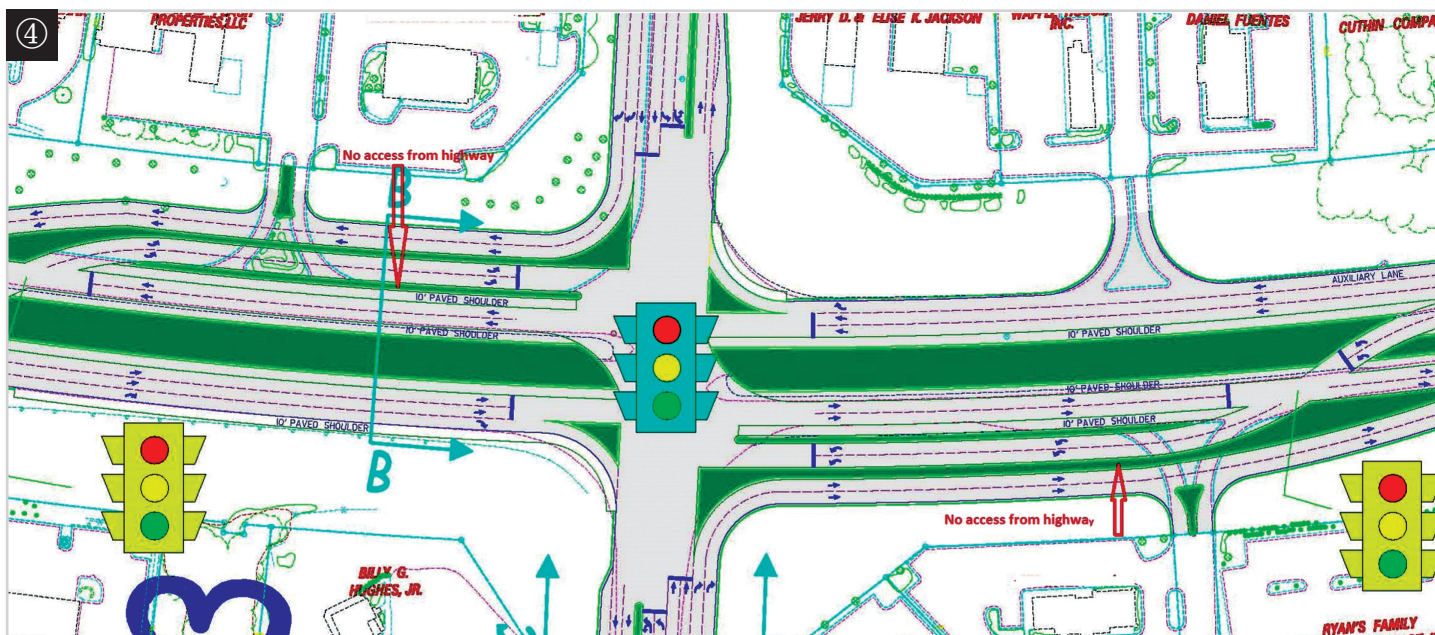 ④
PROPERTIES, LLC
JERRY D. & ELISE K. JACKSON
INC.
DANIEL FUENTES
CUTHIN COMPA
No access from highway
B
AUXILIARY LANE
10' PAVED SHOULDER
10' PAVED SHOULDER
10' PAVED SHOULDER
10' PAVED SHOULDER
10' PAVED SHOULDER
10' PAVED SHOULDER
B
No access from highway
BILLY G.
HUGHES, JR.
RYAN'S FAMILY